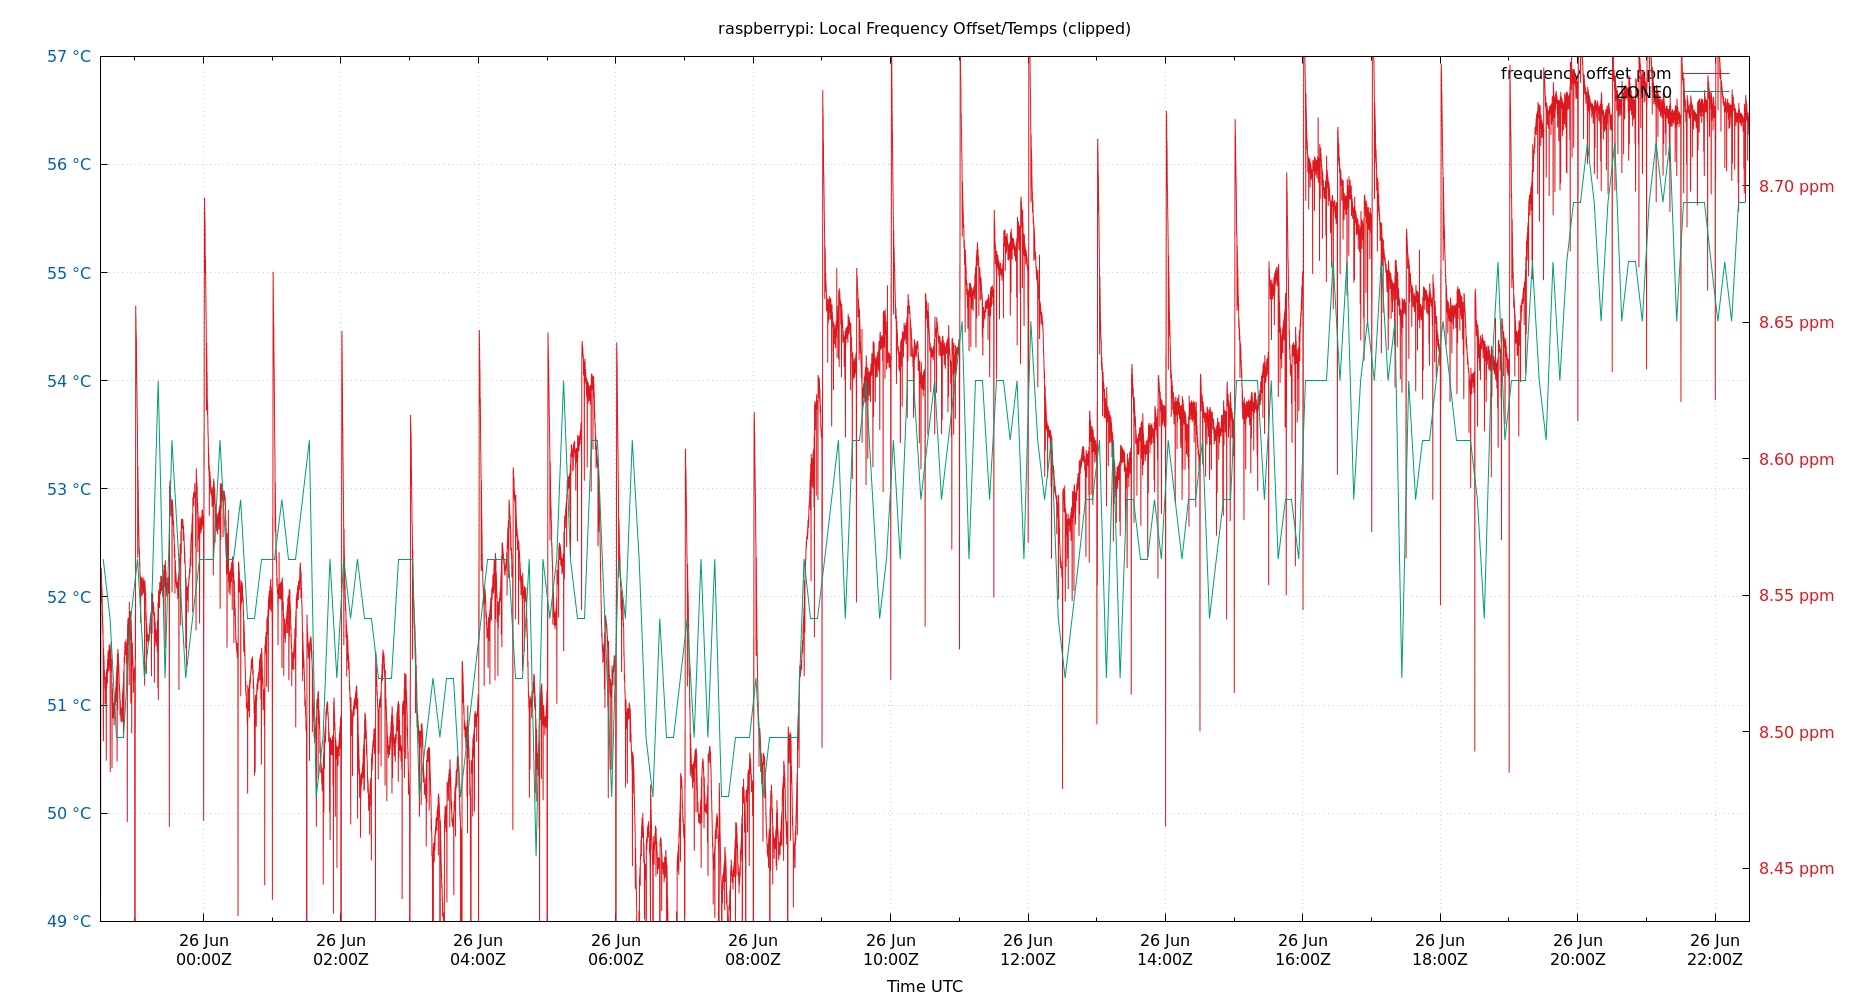 raspberrypi: Local Frequency Offset/Temps (clipped)
57 °C
56 °C
55 °C
54 °C
53 °C
52 °C
51 °C
50 °C
49 °C
frequency offset ppm
ZONE0
8.70 ppm
8.65 ppm
8.60 ppm
8.55 ppm
8.50 ppm
8.45 ppm
26 Jun 26 Jun 26 Jun 26 Jun 26 Jun 26 Jun 26 Jun 26 Jun 26 Jun 26 Jun 26 Jun 26 Jun
00:00Z 02:00Z 04:00Z 06:00Z 08:00Z 10:00Z 12:00Z 14:00Z 16:00Z 18:00Z 20:00Z 22:00Z
Time UTC